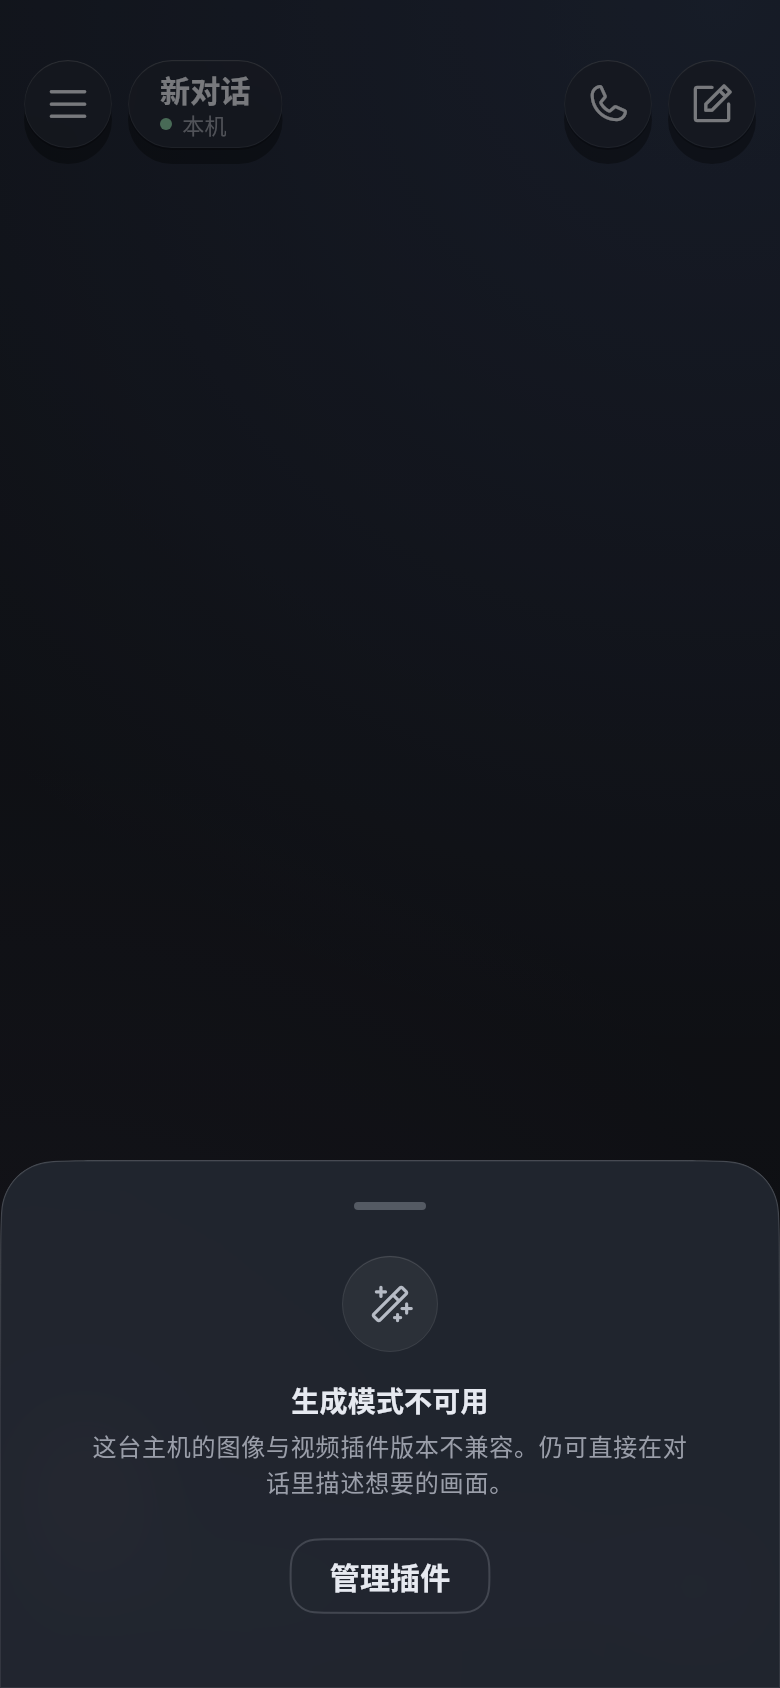 新对话
本机
生成模式不可用
这台主机的图像与视频插件版本不兼容。仍可直接在对
话里描述想要的画面。
管理插件